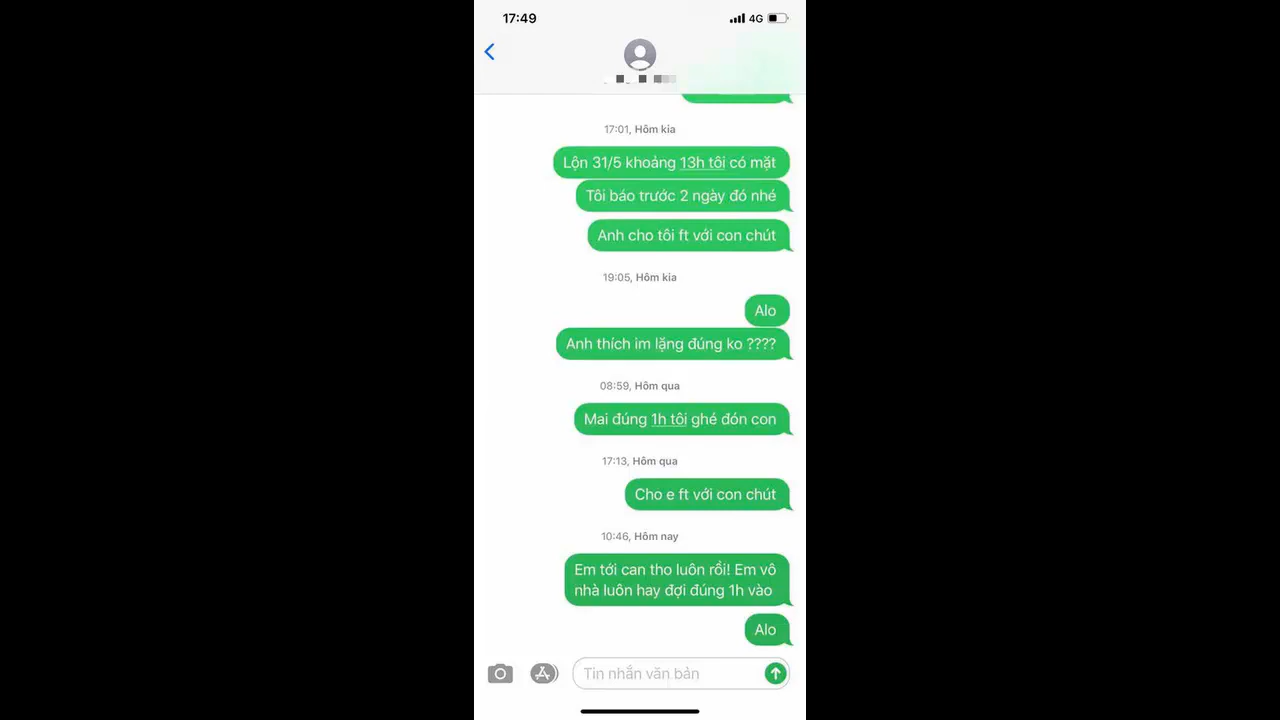 17:49
4G
17:01, Hôm kia
Lộn 31/5 khoảng 13h tôi có mặt
Tôi báo trước 2 ngày đó nhé
Anh cho tôi ft với con chút
19:05, Hôm kia
Alo
Anh thích im lặng đúng ko ????
08:59, Hôm qua
Mai đúng 1h tôi ghé đón con
17:13, Hôm qua
Cho e ft với con chút
10:46, Hôm nay
Em tới can tho luôn rồi! Em vô
nhà luôn hay đợi đúng 1h vào
Alo
Tin nhắn văn bản